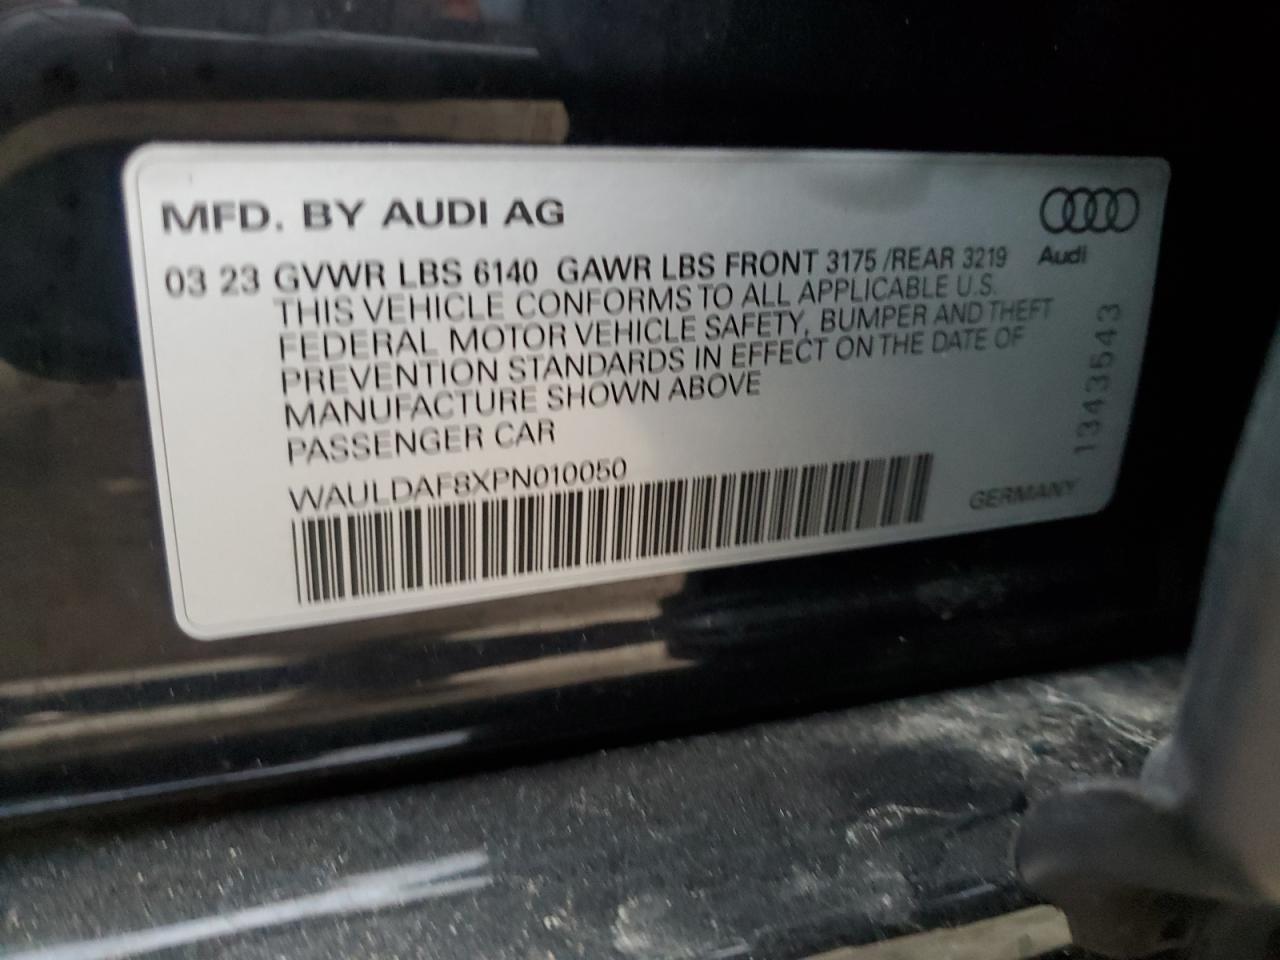 MFD. BY AUDI AG
Audi
03 23 GVWR LBS 6140 GAWR LBS FRONT 3175 /REAR 3219
THIS VEHICLE CONFORMS TO ALL APPLICABLE U.S.
FEDERAL MOTOR VEHICLE SAFETY, BUMPER AND THEFT
PREVENTION STANDARDS IN EFFECT ON THE DATE OF
MANUFACTURE SHOWN ABOVE
PASSENGER CAR
WAULDAF8XPN010050
GERMANY
1343543